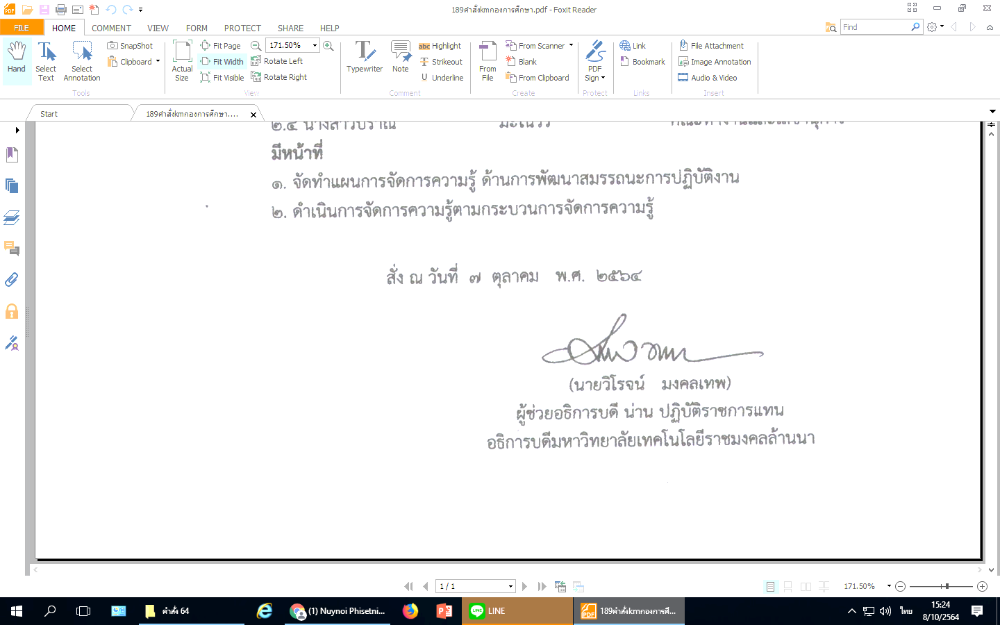 189คำสั่งkmกองการศึกษา.pdf - Foxit Reader
FILE HOME COMMENT VIEW FORM PROTECT SHARE HELP
Find
Hand
Select Text
Select Annotation
SnapShot
Clipboard
Tools
Actual Size
Fit Page
Fit Width
Fit Visible
171.50%
Rotate Left
Rotate Right
View
Typewriter
Note
Highlight
Strikeout
Underline
Comment
From File
From Scanner
Blank
From Clipboard
Create
PDF Sign
Protect
Link
Bookmark
Links
File Attachment
Image Annotation
Audio & Video
Insert
Start
189คำสั่งkmกองการศึกษา....
๒.๔ นางสาวปราณี
มีหน้าที่
๑. จัดทำแผนการจัดการความรู้ ด้านการพัฒนาสมรรถนะการปฏิบัติงาน
๒. ดำเนินการจัดการความรู้ตามกระบวนการจัดการความรู้
สั่ง ณ วันที่ ๗ ตุลาคม พ.ศ. ๒๕๖๔
(นายวิโรจน์ มงคลเทพ)
ผู้ช่วยอธิการบดี น่าน ปฏิบัติราชการแทน
อธิการบดีมหาวิทยาลัยเทคโนโลยีราชมงคลล้านนา
1 / 1
171.50%
คำสั่ง 64
(1) Nuynoi Phisetni...
LINE
189คำสั่งkmกองการศึ...
ไทย
15:24
8/10/2564